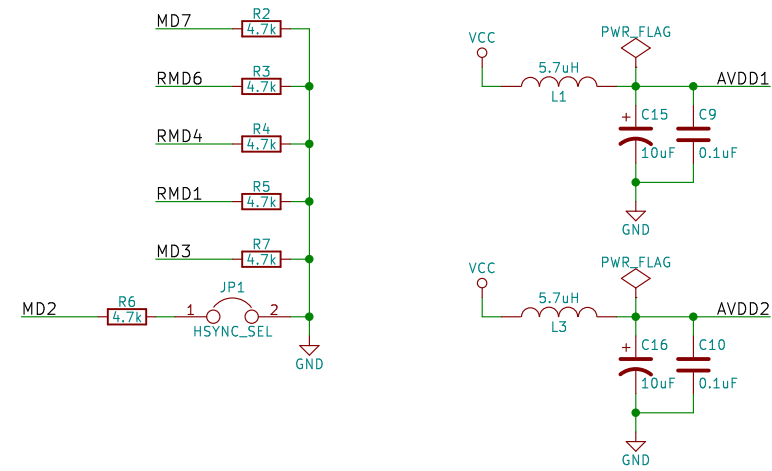 MD7
R2
4.7k
RMD6
R3
4.7k
RMD4
R4
4.7k
RMD1
R5
4.7k
MD3
R7
4.7k
MD2
R6
4.7k
JP1
1
2
HSYNC_SEL
GND
VCC
PWR_FLAG
5.7uH
L1
AVDD1
+
C15
10uF
C9
0.1uF
GND
VCC
PWR_FLAG
5.7uH
L3
AVDD2
+
C16
10uF
C10
0.1uF
GND